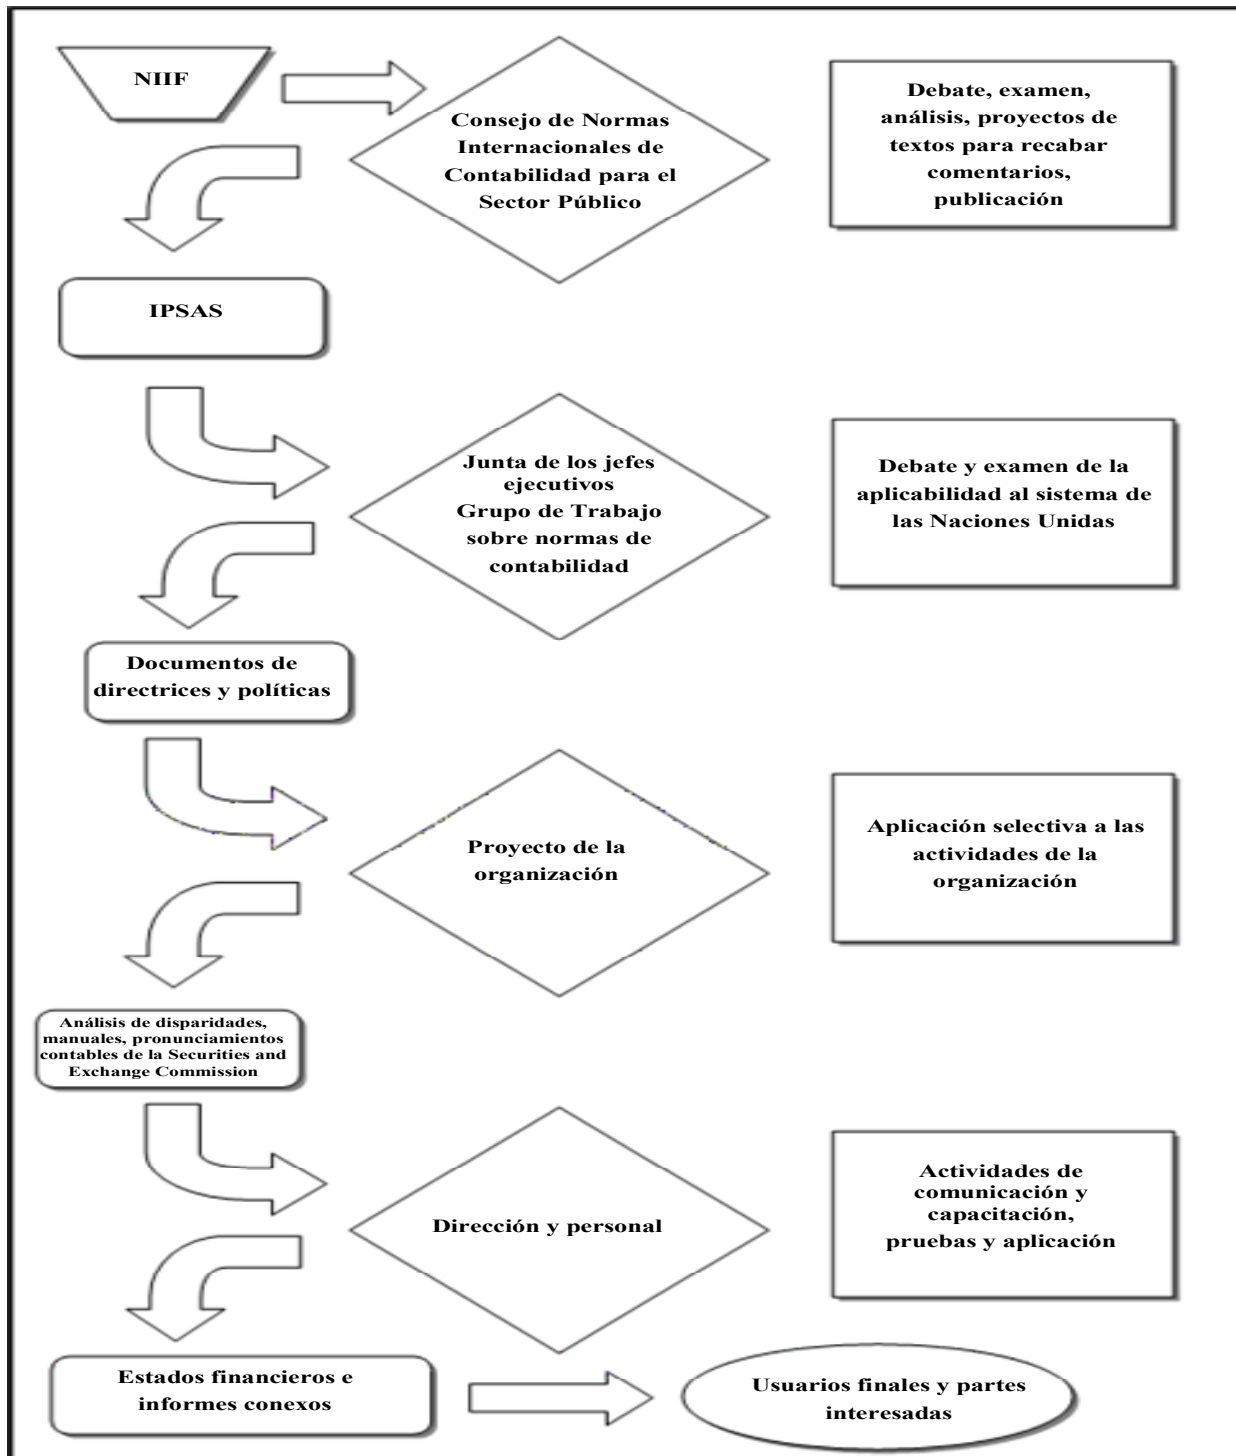 NIIF
Consejo de Normas
Internacionales de
Contabilidad para el
Sector Público
Debate, examen,
análisis, proyectos de
textos para recabar
comentarios,
publicación
IPSAS
Junta de los jefes
ejecutivos
Grupo de Trabajo
sobre normas de
contabilidad
Debate y examen de la
aplicabilidad al sistema de
las Naciones Unidas
Documentos de
directrices y políticas
Proyecto de la
organización
Aplicación selectiva a las
actividades de la
organización
Análisis de disparidades,
manuales, pronunciamientos
contables de la Securities and
Exchange Commission
Dirección y personal
Actividades de
comunicación y
capacitación,
pruebas y aplicación
Estados financieros e
informes conexos
Usuarios finales y partes
interesadas